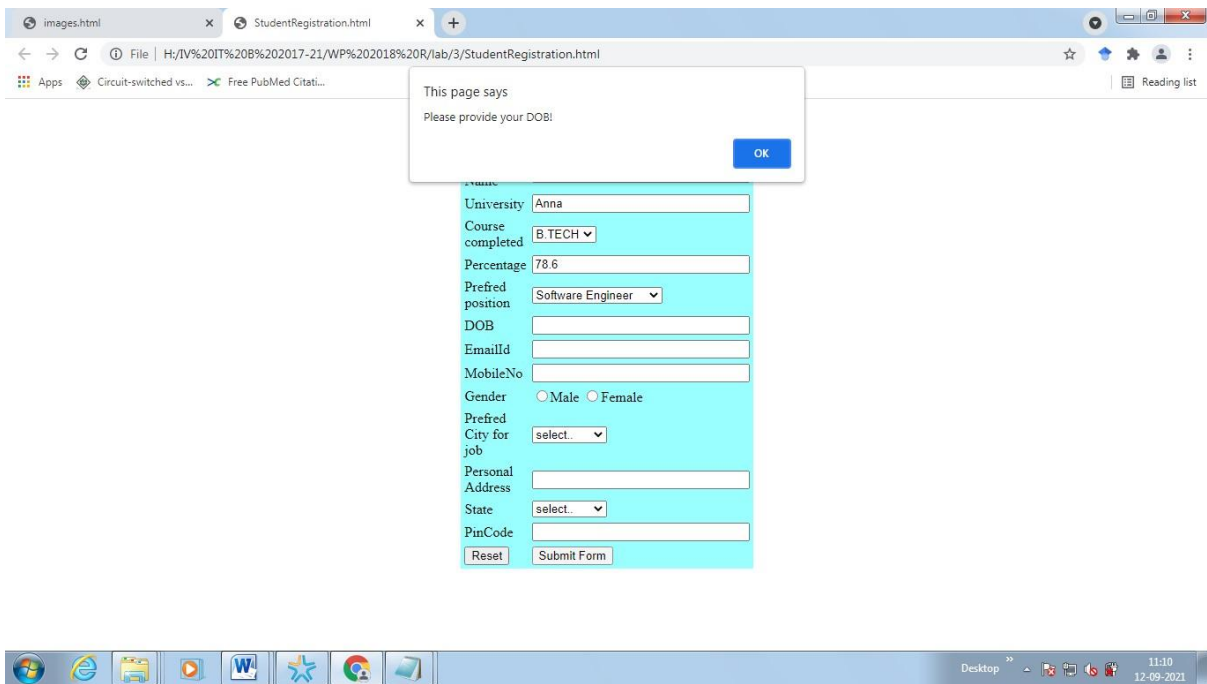 images.html
StudentRegistration.html
File | H:/IV%20IT%20B%202017-21/WP%202018%20R/lab/3/StudentRegistration.html
Apps Circuit-switched vs... Free PubMed Citati... Reading list
This page says
Please provide your DOB!
OK
Name
University Anna
Course
completed B.TECH
Percentage 78.6
Prefred
position Software Engineer
DOB
EmailId
MobileNo
Gender Male Female
Prefred
City for
job select..
Personal
Address
State select..
PinCode
Reset Submit Form
Desktop 11:10
12-09-2021